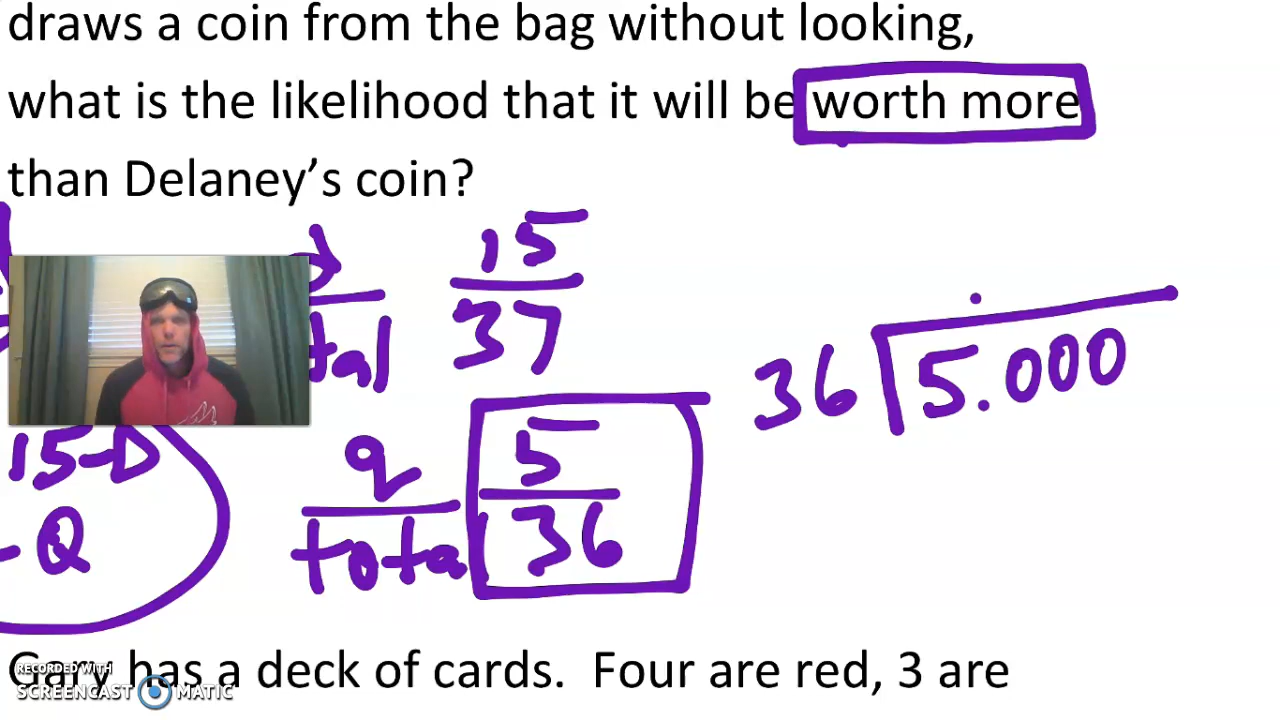 draws a coin from the bag without looking,
what is the likelihood that it will be worth more
than Delaney's coin?
15
37
36 5.000
15-D
Q
q
total
5
36
Gary has a deck of cards. Four are red, 3 are
RECORDED WITH
SCREENCAST MATIC